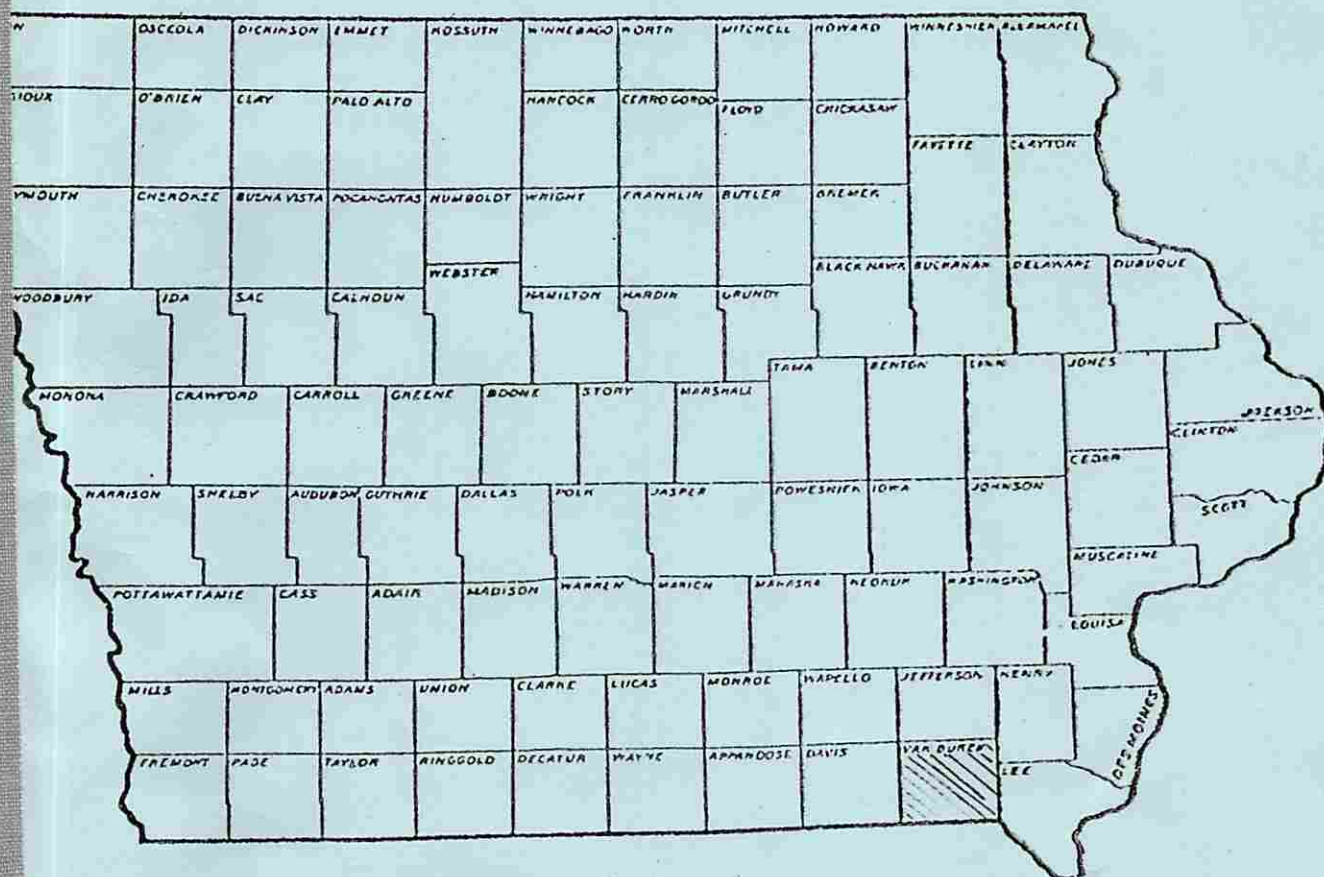 N OSCEOLA DICKINSON EMMET KOSSUTH WINNEBAGO WORTH MITCHELL HOWARD WINNESHIEK ALLAMAKEE
SIOUX O'BRIEN CLAY PALO ALTO HANCOCK CERRO GORDO FLOYD CHICKASAW
FAYETTE CLAYTON
YMOUTH CHEROKEE BUENA VISTA POCAHONTAS HUMBOLDT WRIGHT FRANKLIN BUTLER BREMER
WEBSTER BLACK HAWK BUCHANAN DELAWARE DUBUQUE
WOODBURY IDA SAC CALHOUN HAMILTON HARDIN GRUNDY
TAMA BENTON LINN JONES
MONONA CRAWFORD CARROLL GREENE BOONE STORY MARSHALL
CLINTON
CEDAR
HARRISON SHELBY AUDUBON GUTHRIE DALLAS POLK JASPER POWESHIEK IOWA JOHNSON
SCOTT
MUSCATINE
POTTAWATTAMIE CASS ADAIR MADISON WARREN MARION MAHASKA KEOKUK WASHINGTON
LOUISA
MILLS MONTGOMERY ADAMS UNION CLARKE LUCAS MONROE WAPELLO JEFFERSON HENRY
DES MOINES
FREMONT PAGE TAYLOR RINGGOLD DECATUR WAYNE APPANOOSE DAVIS VAN BUREN
LEE